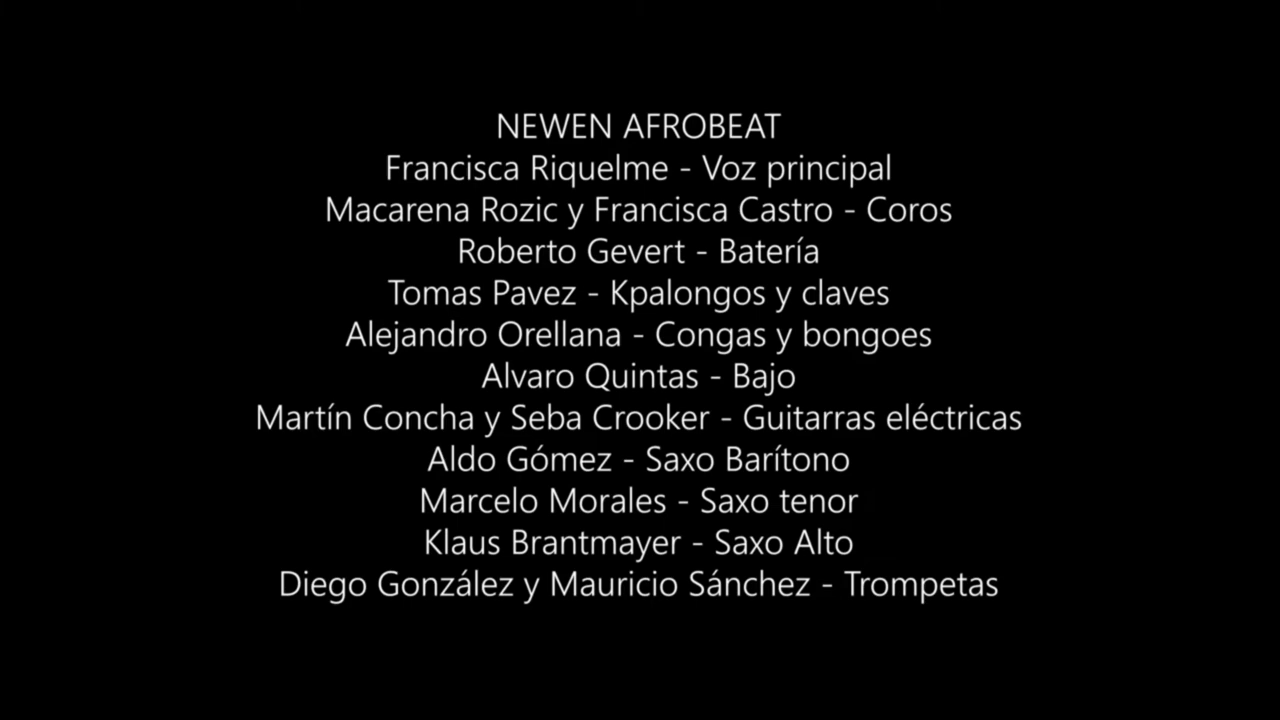 NEWEN AFROBEAT
Francisca Riquelme - Voz principal
Macarena Rozic y Francisca Castro - Coros
Roberto Gevert - Batería
Tomas Pavez - Kpalongos y claves
Alejandro Orellana - Congas y bongoes
Alvaro Quintas - Bajo
Martín Concha y Seba Crooker - Guitarras eléctricas
Aldo Gómez - Saxo Barítono
Marcelo Morales - Saxo tenor
Klaus Brantmayer - Saxo Alto
Diego González y Mauricio Sánchez - Trompetas